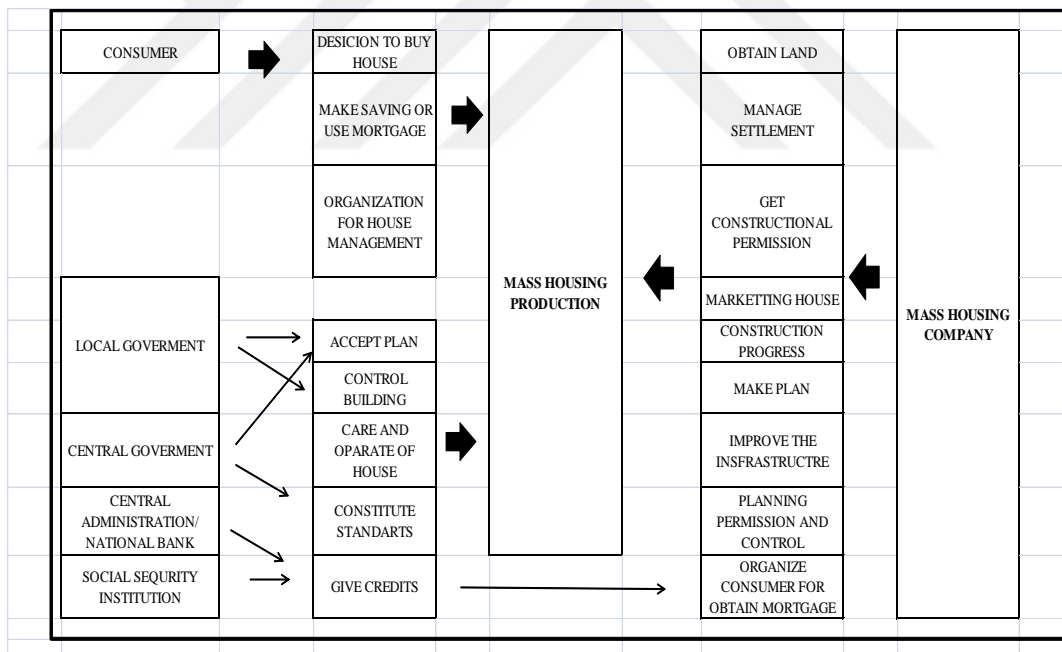 CONSUMER
DESICION TO BUY
HOUSE
MAKE SAVING OR
USE MORTGAGE
ORGANIZATION
FOR HOUSE
MANAGEMENT
LOCAL GOVERMENT
CENTRAL GOVERMENT
CENTRAL
ADMINISTRATION/
NATIONAL BANK
SOCIAL SEQURITY
INSTITUTION
ACCEPT PLAN
CONTROL
BUILDING
CARE AND
OPARATE OF
HOUSE
CONSTITUTE
STANDARTS
GIVE CREDITS
MASS HOUSING
PRODUCTION
OBTAIN LAND
MANAGE
SETTLEMENT
GET
CONSTRUCTIONAL
PERMISSION
MARKETTING HOUSE
CONSTRUCTION
PROGRESS
MAKE PLAN
IMPROVE THE
INSFRASTRUCTRE
PLANNING
PERMISSION AND
CONTROL
ORGANIZE
CONSUMER FOR
OBTAIN MORTGAGE
MASS HOUSING
COMPANY